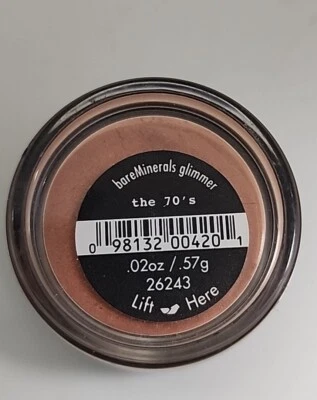 bareMinerals glimmer
the 70's
0 98132 00420 1
.02oz / .57g
26243
Lift Here